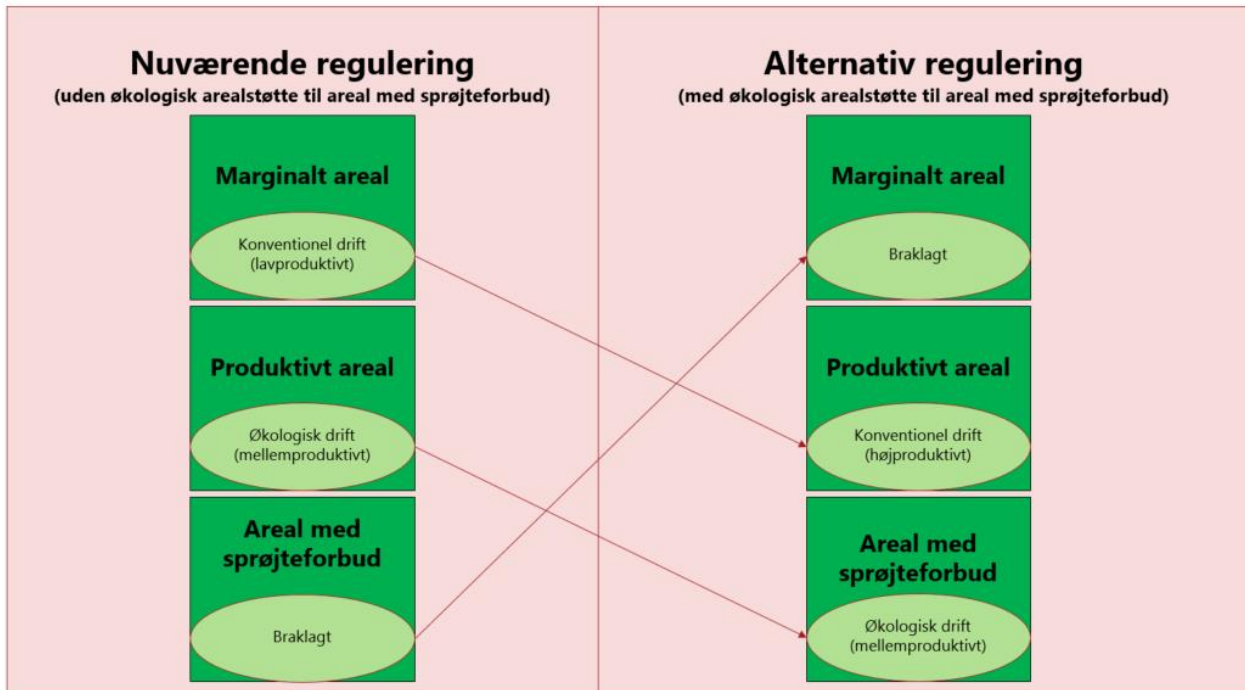 Nuværende regulering
(uden økologisk arealstøtte til areal med sprøjteforbud)
Marginalt areal
Konventionel drift
(lavproduktivt)
Produktivt areal
Økologisk drift
(mellemproduktivt)
Areal med
sprøjteforbud
Braklagt
Alternativ regulering
(med økologisk arealstøtte til areal med sprøjteforbud)
Marginalt areal
Braklagt
Produktivt areal
Konventionel drift
(højproduktivt)
Areal med
sprøjteforbud
Økologisk drift
(mellemproduktivt)